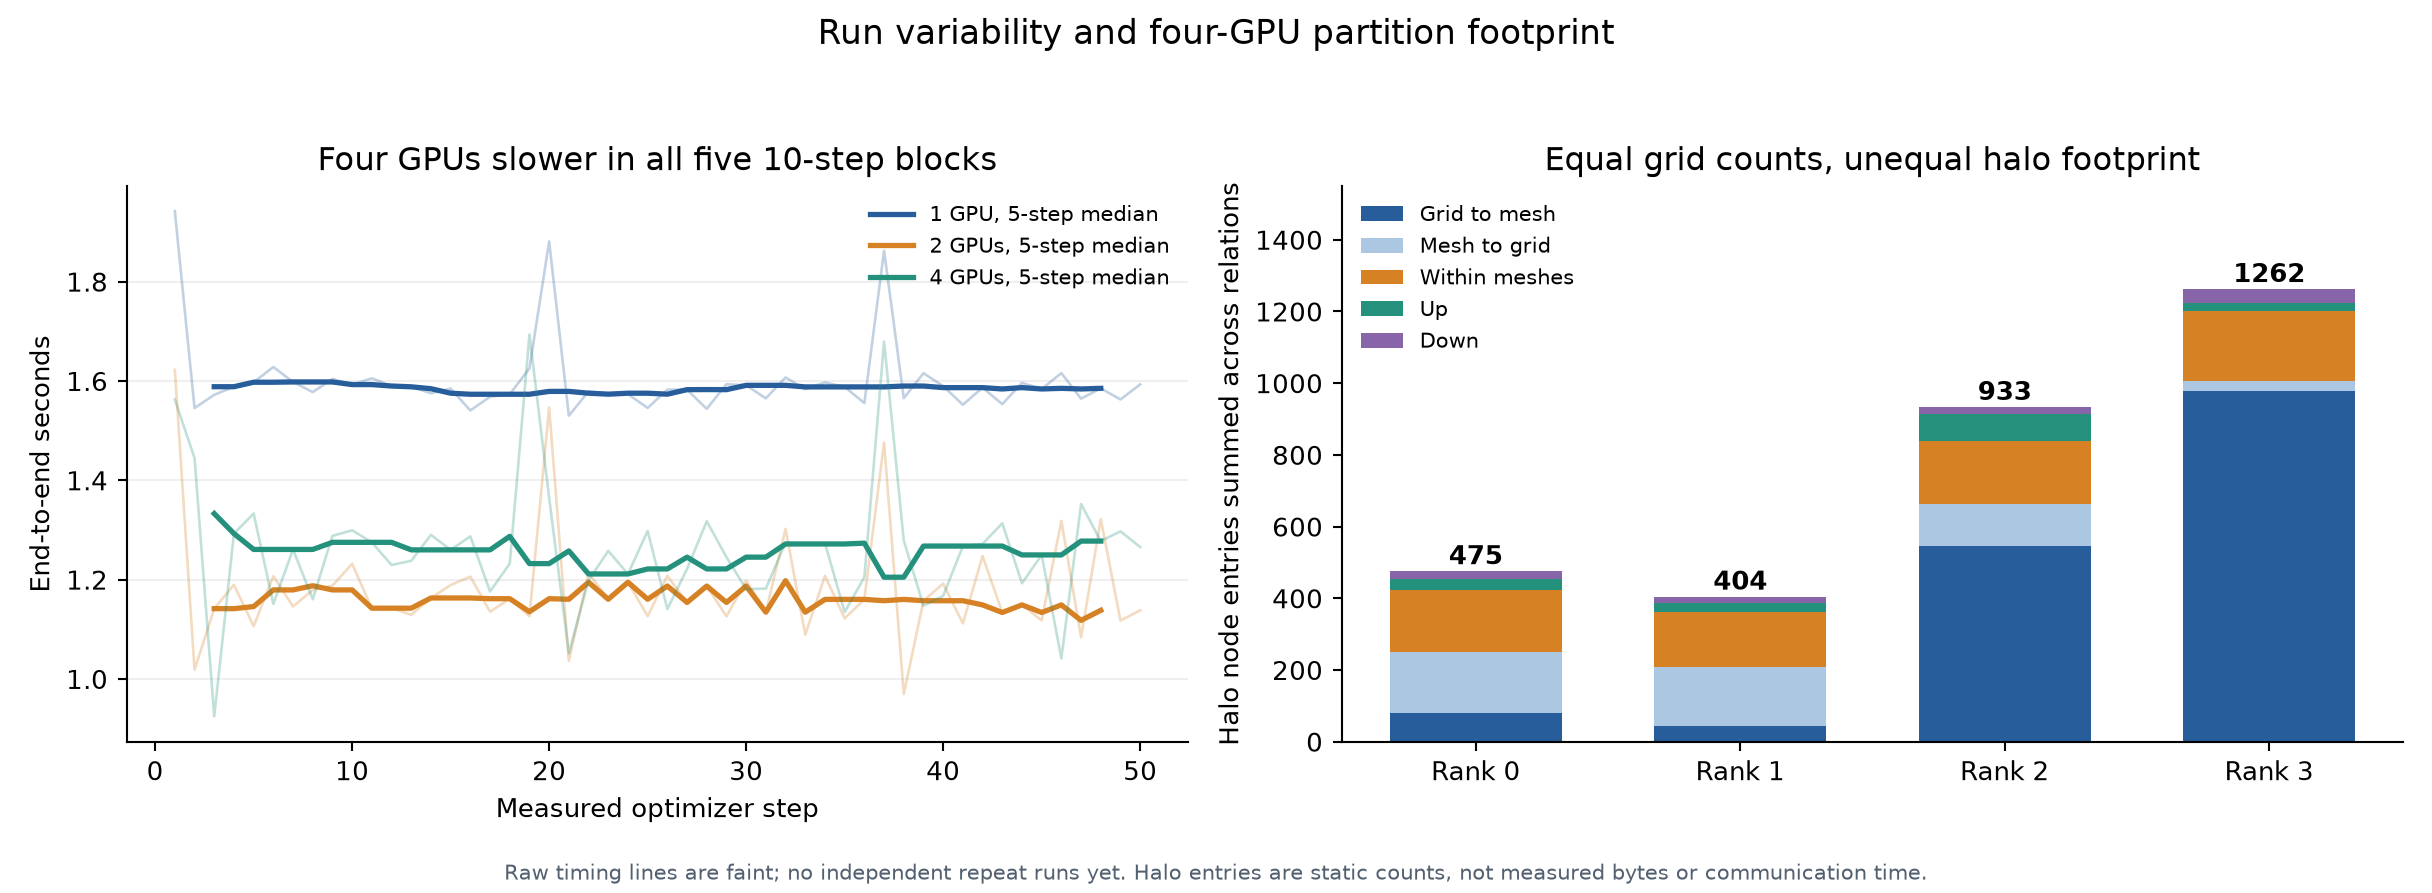 Run variability and four-GPU partition footprint
Four GPUs slower in all five 10-step blocks
End-to-end seconds
1.8
1.6
1.4
1.2
1.0
1 GPU, 5-step median
2 GPUs, 5-step median
4 GPUs, 5-step median
0
10
20
30
40
50
Measured optimizer step
Equal grid counts, unequal halo footprint
Halo node entries summed across relations
1400
1200
1000
800
600
400
200
0
Grid to mesh
Mesh to grid
Within meshes
Up
Down
475
404
933
1262
Rank 0
Rank 1
Rank 2
Rank 3
Raw timing lines are faint; no independent repeat runs yet. Halo entries are static counts, not measured bytes or communication time.